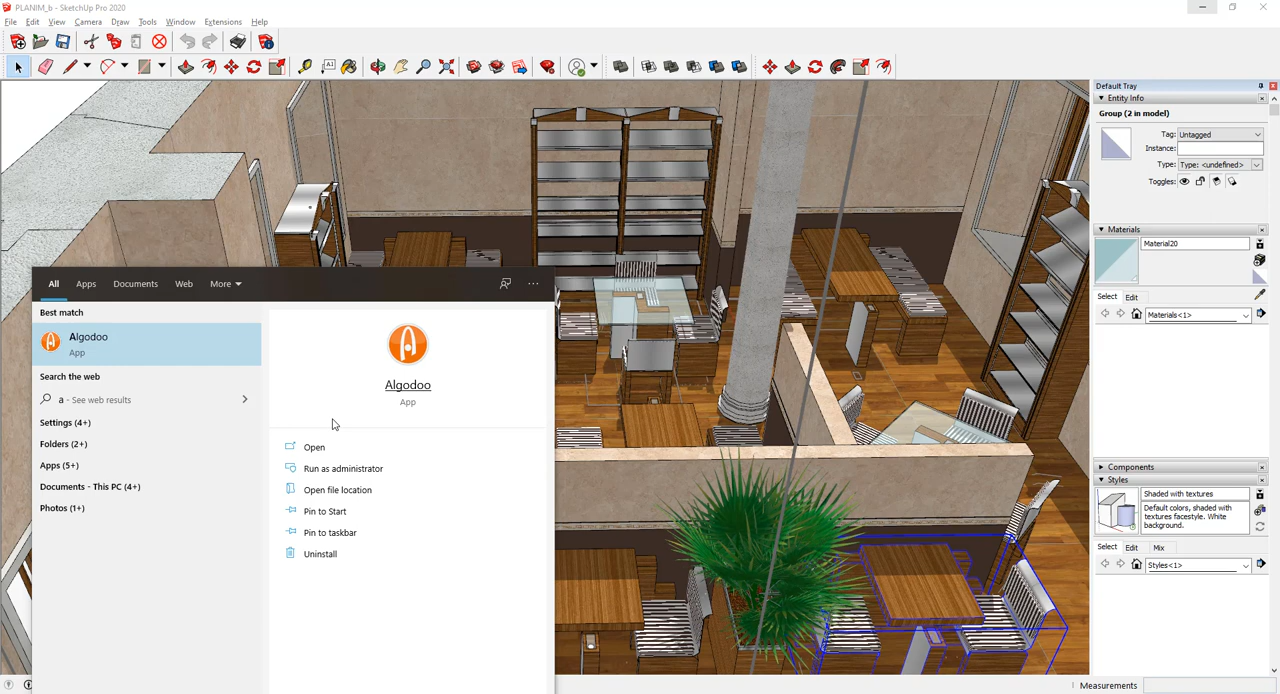 PLANIM_b - SketchUp Pro 2020
File Edit View Camera Draw Tools Window Extensions Help
Default Tray
Entity Info
Group (2 in model)
Tag: Untagged
Instance:
Type: Type: <undefined>
Toggles:
Materials
Material20
Select Edit
Materials<1>
Components
Styles
Shaded with textures
Default colors, shaded with
textures facestyle. White
background.
Select Edit Mix
Styles<1>
Measurements
All Apps Documents Web More
Best match
Algodoo
App
Search the web
a - See web results
Settings (4+)
Folders (2+)
Apps (5+)
Documents - This PC (4+)
Photos (1+)
Algodoo
App
Open
Run as administrator
Open file location
Pin to Start
Pin to taskbar
Uninstall